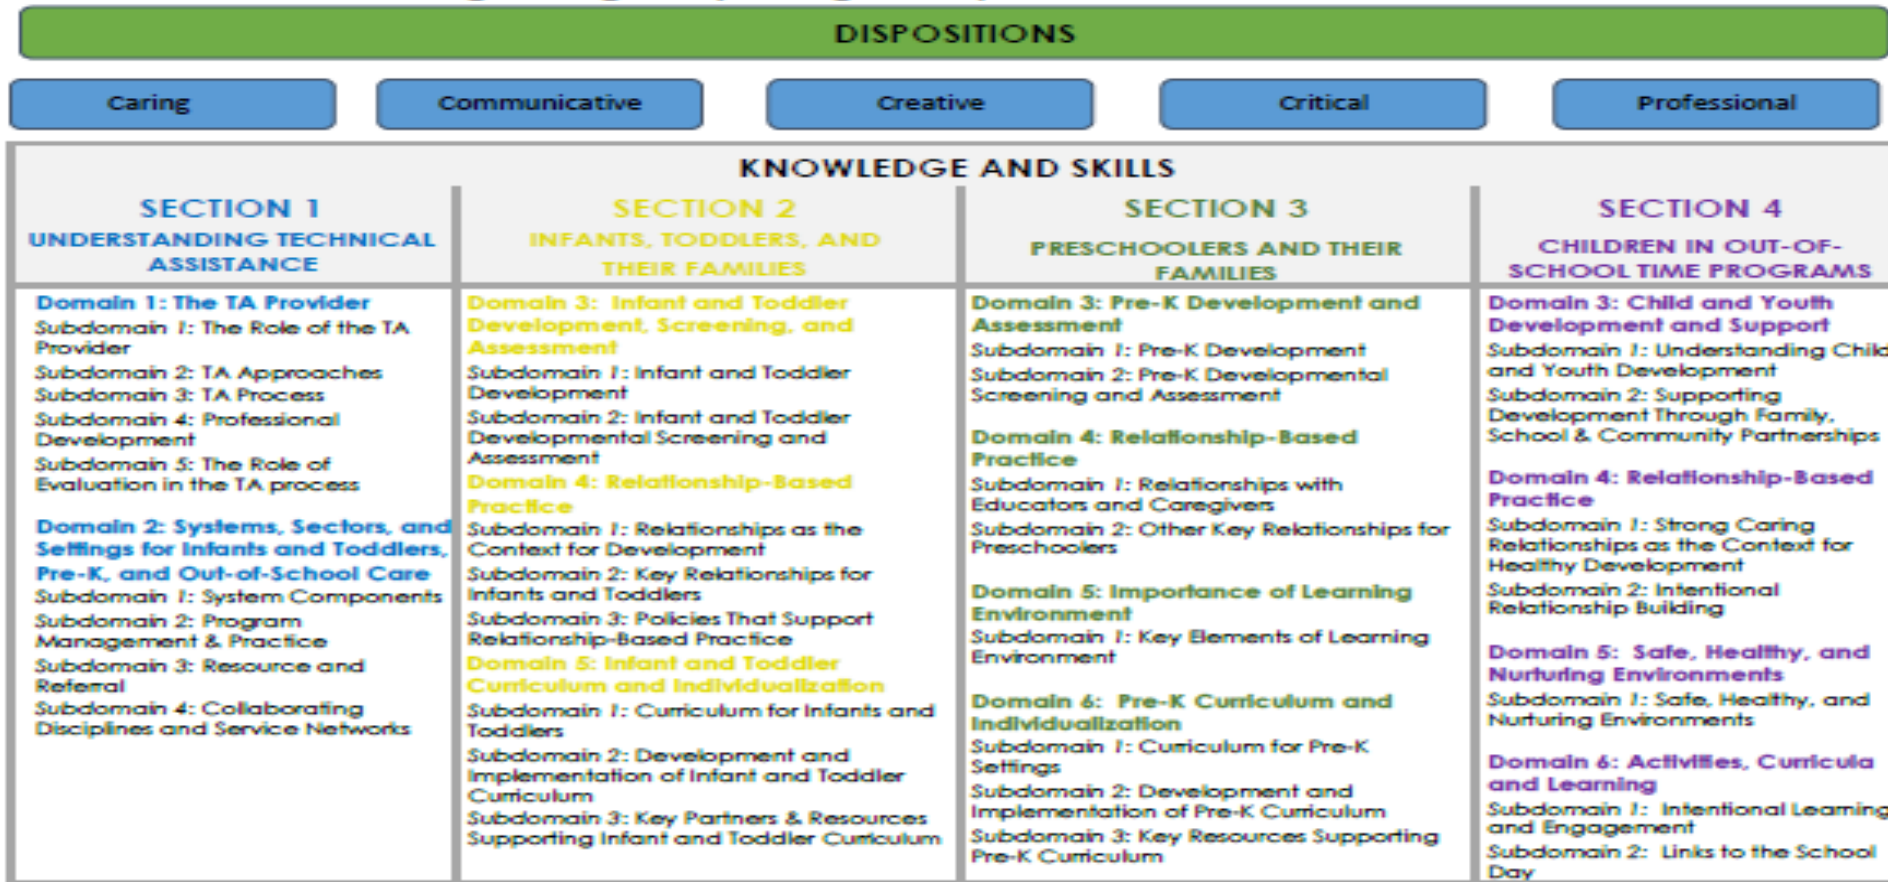 DISPOSITIONS
Caring
Communicative
Creative
Critical
Professional
KNOWLEDGE AND SKILLS
SECTION 1
UNDERSTANDING TECHNICAL
ASSISTANCE
Domain 1: The TA Provider
Subdomain 1: The Role of the TA
Provider
Subdomain 2: TA Approaches
Subdomain 3: TA Process
Subdomain 4: Professional
Development
Subdomain 5: The Role of
Evaluation in the TA process
Domain 2: Systems, Sectors, and
Settings for Infants and Toddlers,
Pre-K, and Out-of-School Care
Subdomain 1: System Components
Subdomain 2: Program
Management & Practice
Subdomain 3: Resource and
Referral
Subdomain 4: Collaborating
Disciplines and Service Networks
SECTION 2
INFANTS, TODDLERS, AND
THEIR FAMILIES
Domain 3: Infant and Toddler
Development, Screening, and
Assessment
Subdomain 1: Infant and Toddler
Development
Subdomain 2: Infant and Toddler
Developmental Screening and
Assessment
Domain 4: Relationship-Based
Practice
Subdomain 1: Relationships as the
Context for Development
Subdomain 2: Key Relationships for
Infants and Toddlers
Subdomain 3: Policies That Support
Relationship-Based Practice
Domain 5: Infant and Toddler
Curriculum and Individualization
Subdomain 1: Curriculum for Infants and
Toddlers
Subdomain 2: Development and
Implementation of Infant and Toddler
Curriculum
Subdomain 3: Key Partners & Resources
Supporting Infant and Toddler Curriculum
SECTION 3
PRESCHOOLERS AND THEIR
FAMILIES
Domain 3: Pre-K Development and
Assessment
Subdomain 1: Pre-K Development
Subdomain 2: Pre-K Developmental
Screening and Assessment
Domain 4: Relationship-Based
Practice
Subdomain 1: Relationships with
Educators and Caregivers
Subdomain 2: Other Key Relationships for
Preschoolers
Domain 5: Importance of Learning
Environment
Subdomain 1: Key Elements of Learning
Environment
Domain 6: Pre-K Curriculum and
Individualization
Subdomain 1: Curriculum for Pre-K
Settings
Subdomain 2: Development and
Implementation of Pre-K Curriculum
Subdomain 3: Key Resources Supporting
Pre-K Curriculum
SECTION 4
CHILDREN IN OUT-OF-
SCHOOL TIME PROGRAMS
Domain 3: Child and Youth
Development and Support
Subdomain 1: Understanding Child
and Youth Development
Subdomain 2: Supporting
Development Through Family,
School & Community Partnerships
Domain 4: Relationship-Based
Practice
Subdomain 1: Strong Caring
Relationships as the Context for
Healthy Development
Subdomain 2: Intentional
Relationship Building
Domain 5: Safe, Healthy, and
Nurturing Environments
Subdomain 1: Safe, Healthy, and
Nurturing Environments
Domain 6: Activities, Curricula
and Learning
Subdomain 1: Intentional Learning
and Engagement
Subdomain 2: Links to the School
Day